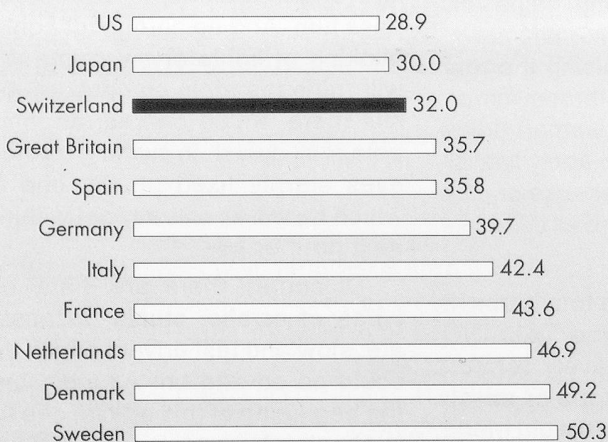 US 28.9
Japan 30.0
Switzerland 32.0
Great Britain 35.7
Spain 35.8
Germany 39.7
Italy 42.4
France 43.6
Netherlands 46.9
Denmark 49.2
Sweden 50.3